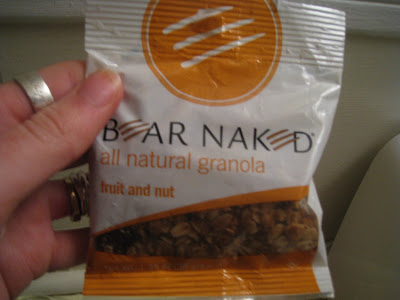 BEAR NAKED®
all natural granola
fruit and nut